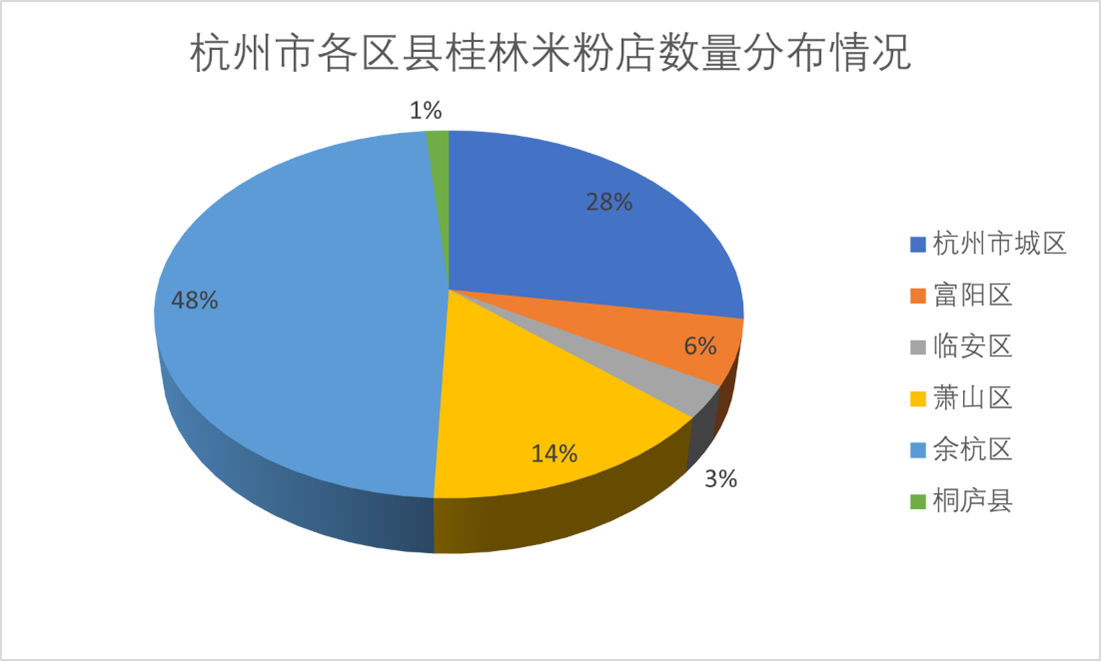 杭州市各区县桂林米粉店数量分布情况
1%
28%
48%
6%
14%
3%
杭州市城区
富阳区
临安区
萧山区
余杭区
桐庐县